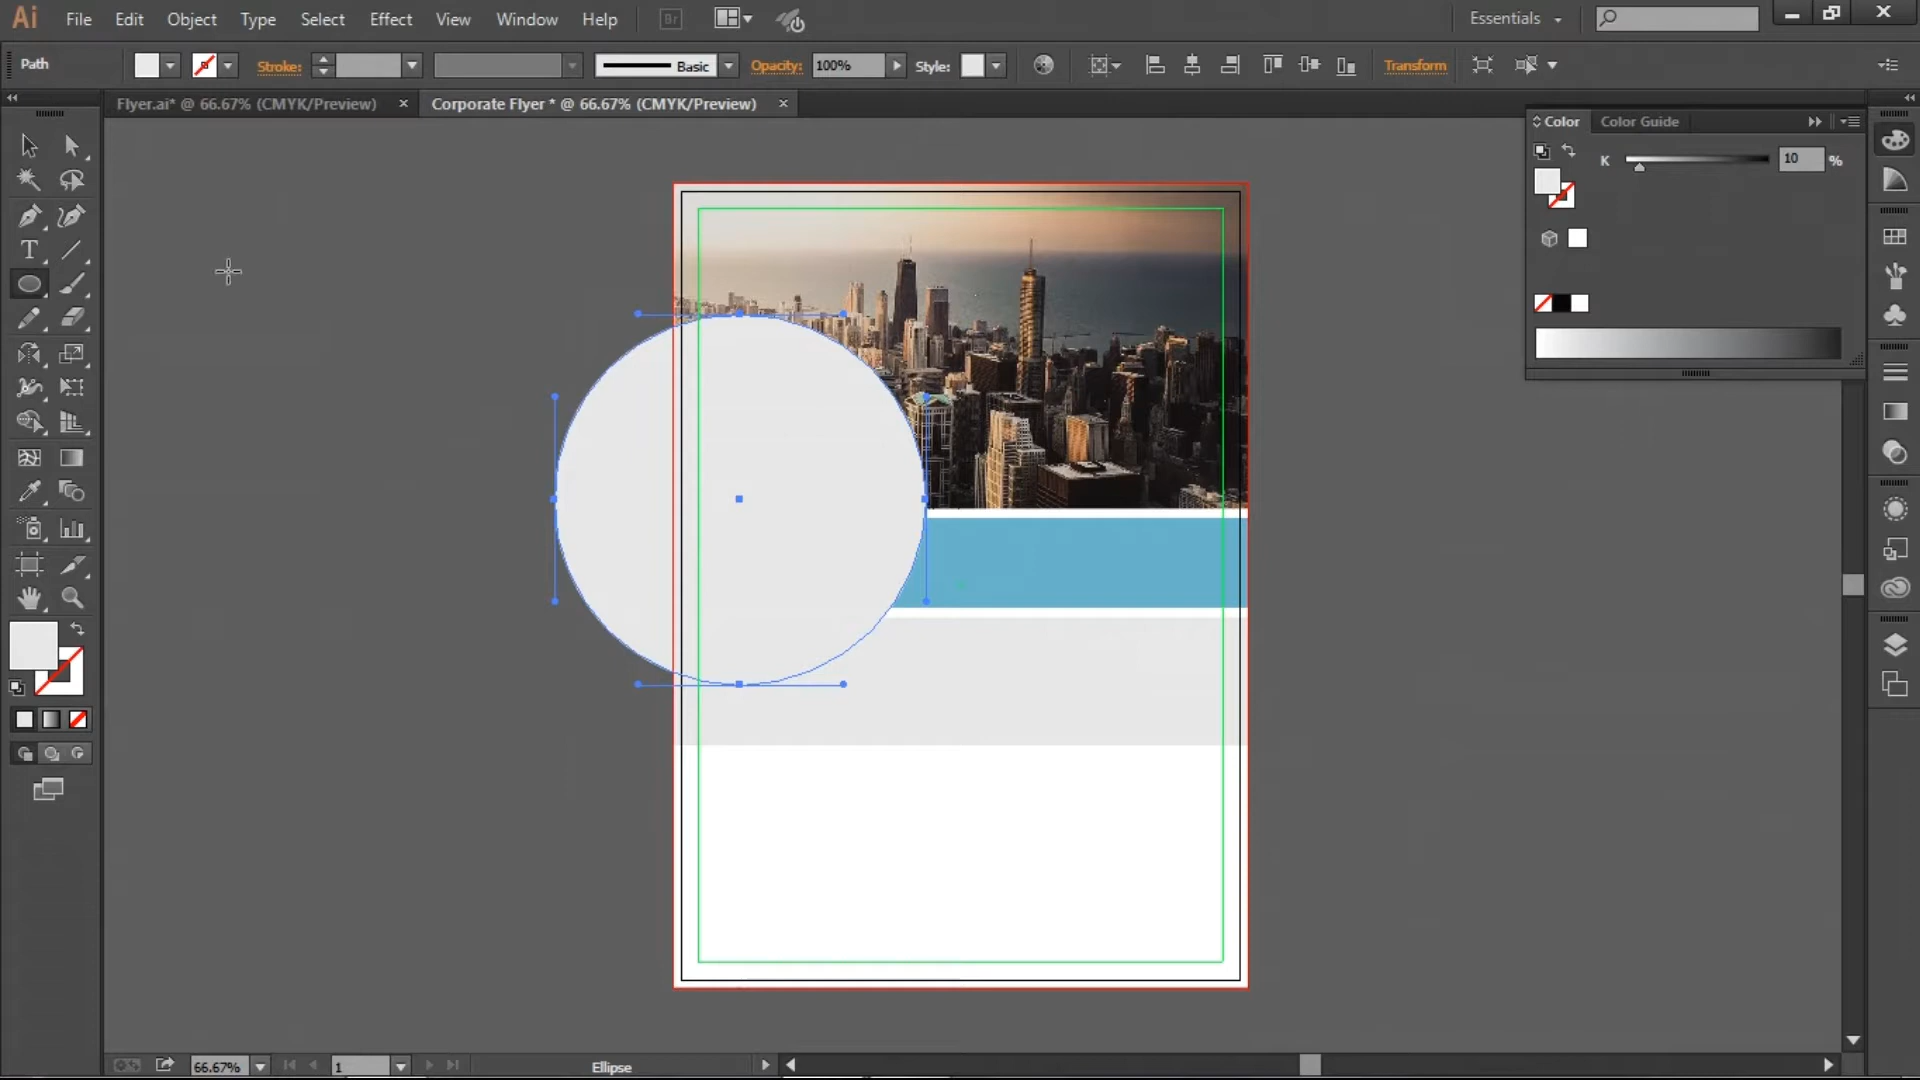 Ai File Edit Object Type Select Effect View Window Help Br Essentials
Path Stroke: Basic Opacity: 100% Style: Transform
Flyer.ai* @ 66.67% (CMYK/Preview) × Corporate Flyer * @ 66.67% (CMYK/Preview) ×
Color Color Guide
K 10 %
T
66.67% 1 Ellipse